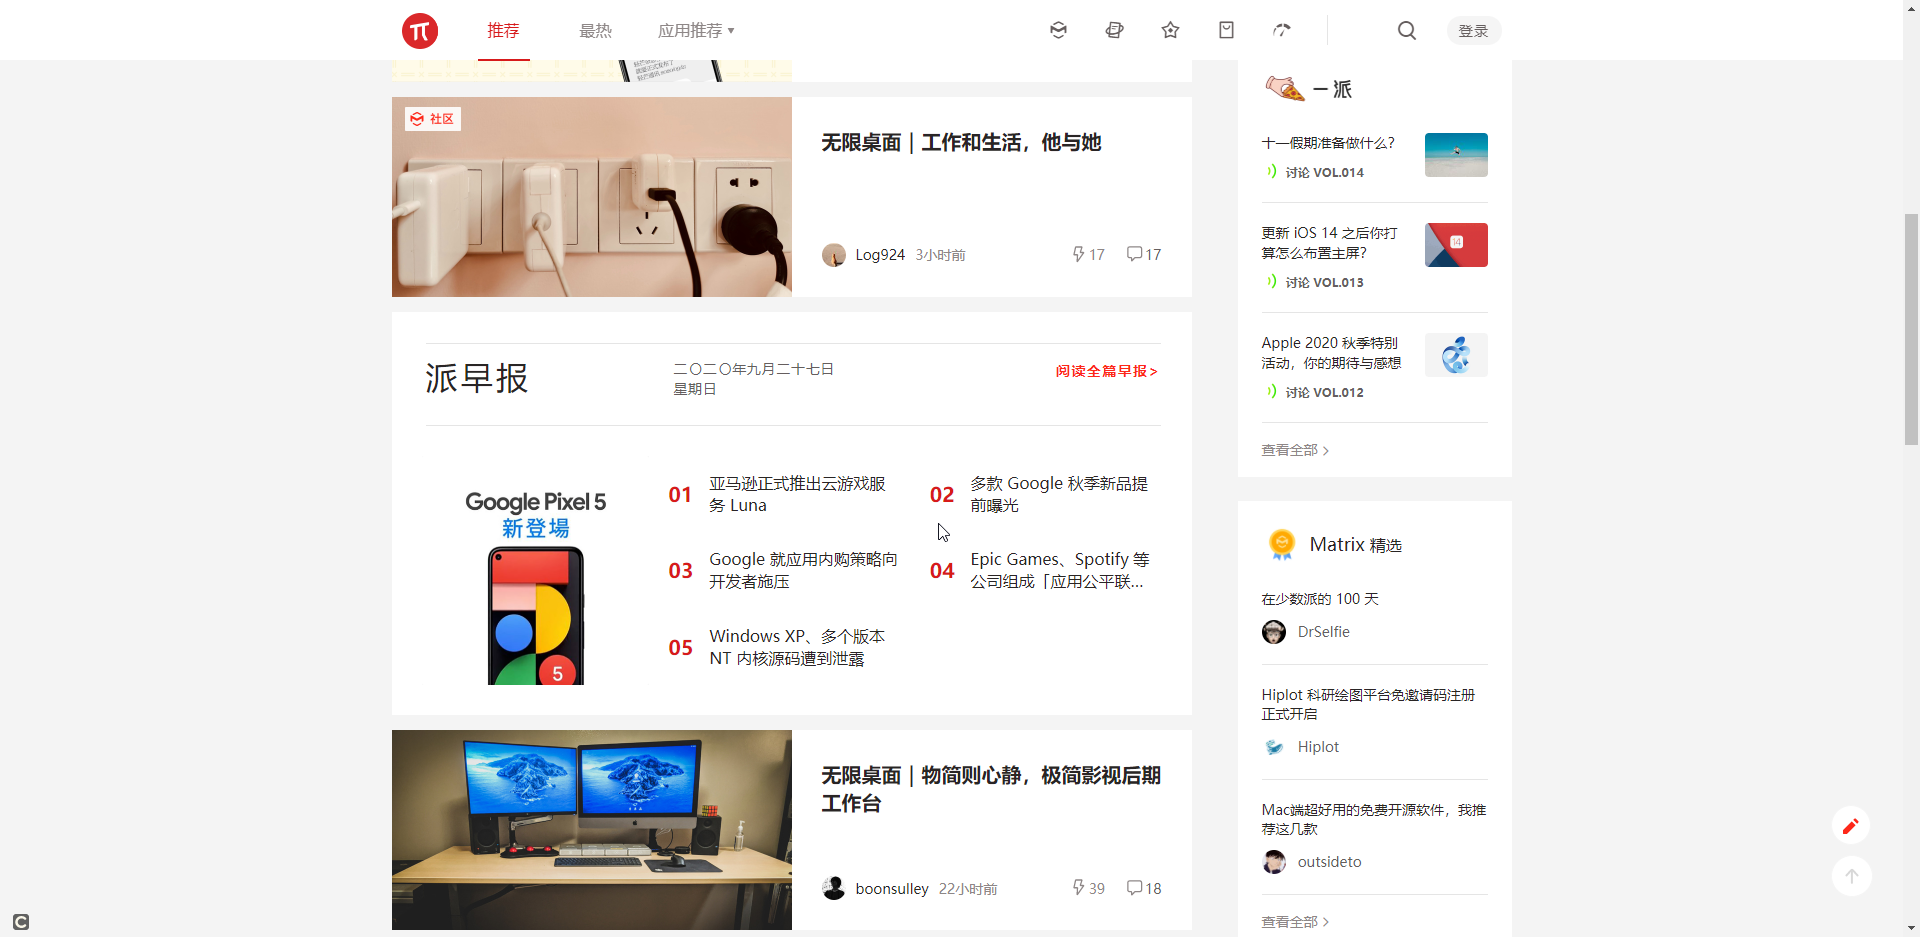 推荐
最热
应用推荐
登录
社区
无限桌面｜工作和生活，他与她
Log924 3小时前 17 17
派早报
二〇二〇年九月二十七日
星期日
阅读全篇早报>
Google Pixel 5
新登場
5
01 亚马逊正式推出云游戏服
务 Luna
02 多款 Google 秋季新品提
前曝光
03 Google 就应用内购策略向
开发者施压
04 Epic Games、Spotify 等
公司组成「应用公平联...
05 Windows XP、多个版本
NT 内核源码遭到泄露
无限桌面｜物简则心静，极简影视后期
工作台
boonsulley 22小时前 39 18
一派
十一假期准备做什么？
讨论 VOL.014
更新 iOS 14 之后你打
算怎么布置主屏？
14
讨论 VOL.013
Apple 2020 秋季特别
活动，你的期待与感想
讨论 VOL.012
查看全部
Matrix 精选
在少数派的 100 天
DrSelfie
Hiplot 科研绘图平台免邀请码注册
正式开启
Hiplot
Mac端超好用的免费开源软件，我推
荐这几款
outsideto
查看全部